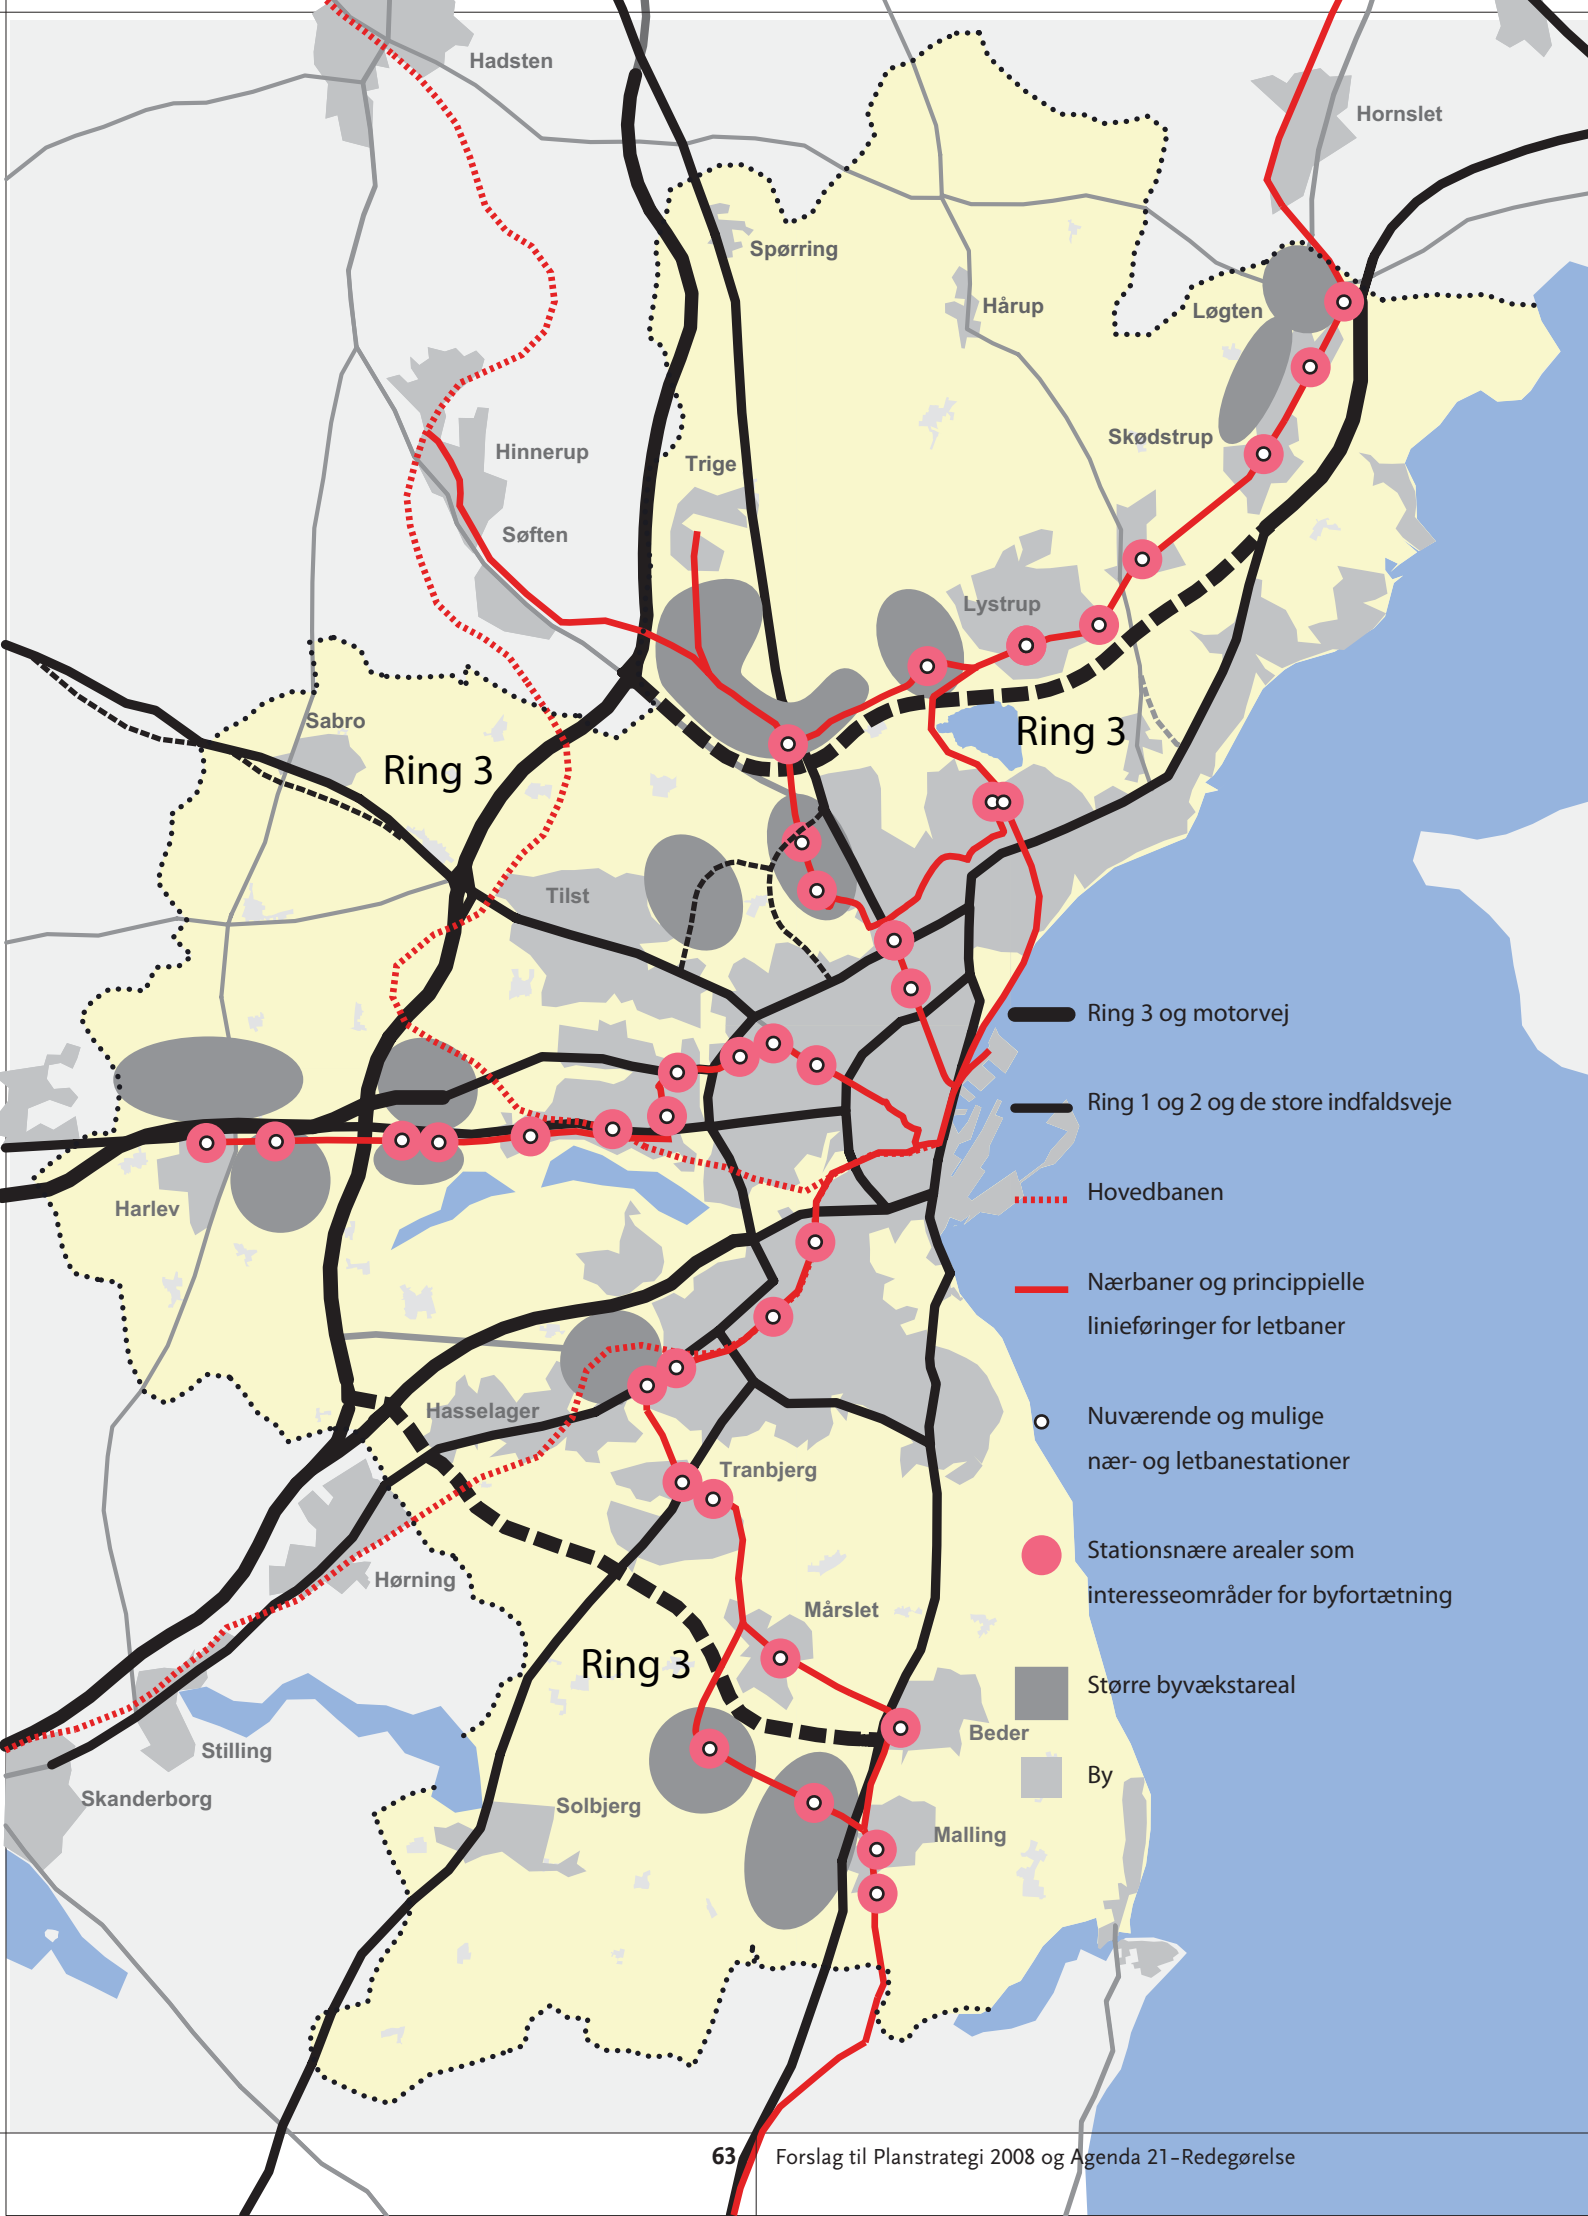 Hadsten
Hornslet
Spørring
Hårup
Løgten
Skødstrup
Hinnerup
Trige
Søften
Lystrup
Sabro
Ring 3
Ring 3
Tilst
Ring 3 og motorvej
Ring 1 og 2 og de store indfaldsveje
Hovedbanen
Harlev
Nærbaner og princippielle
linieføringer for letbaner
Hasselager
Nuværende og mulige
nær- og letbanestationer
Tranbjerg
Stationsnære arealer som
interesseområder for byfortætning
Hørning
Mårslet
Ring 3
Større byvækstareal
Beder
Stilling
By
Skanderborg
Solbjerg
Malling
63 Forslag til Planstrategi 2008 og Agenda 21-Redegørelse